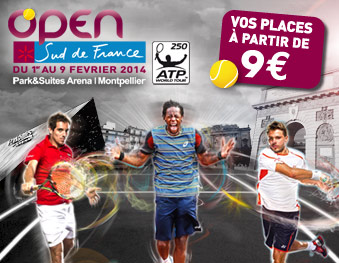 OPEN
Sud de France
DU 1ᵉʳ AU 9 FEVRIER 2014
Park&Suites Arena | Montpellier
250
ATP
WORLD TOUR
VOS PLACES
À PARTIR DE
9€